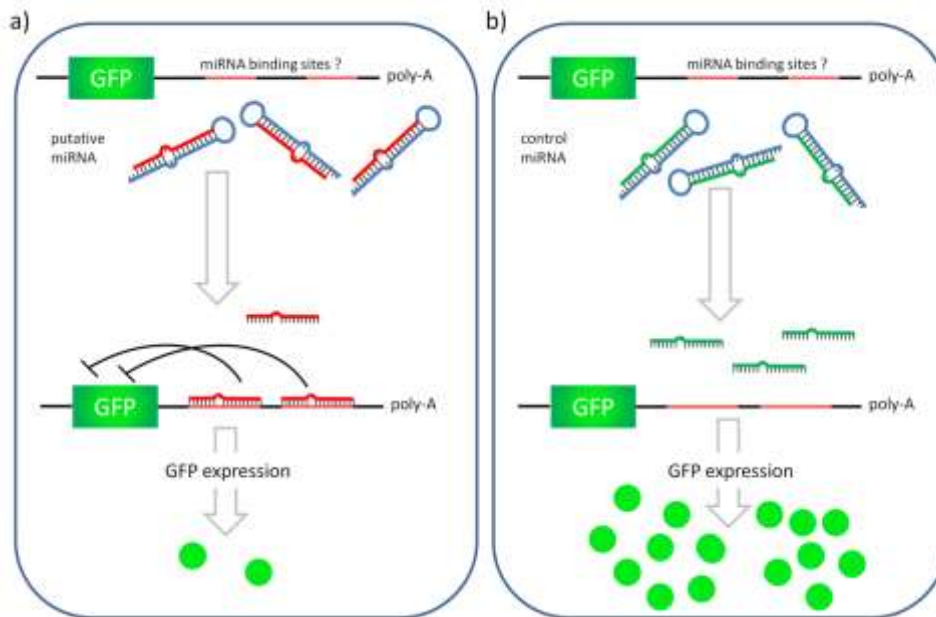 a)
GFP
miRNA binding sites ?
poly-A
putative
miRNA
GFP
poly-A
GFP expression
b)
GFP
miRNA binding sites ?
poly-A
control
miRNA
GFP
poly-A
GFP expression